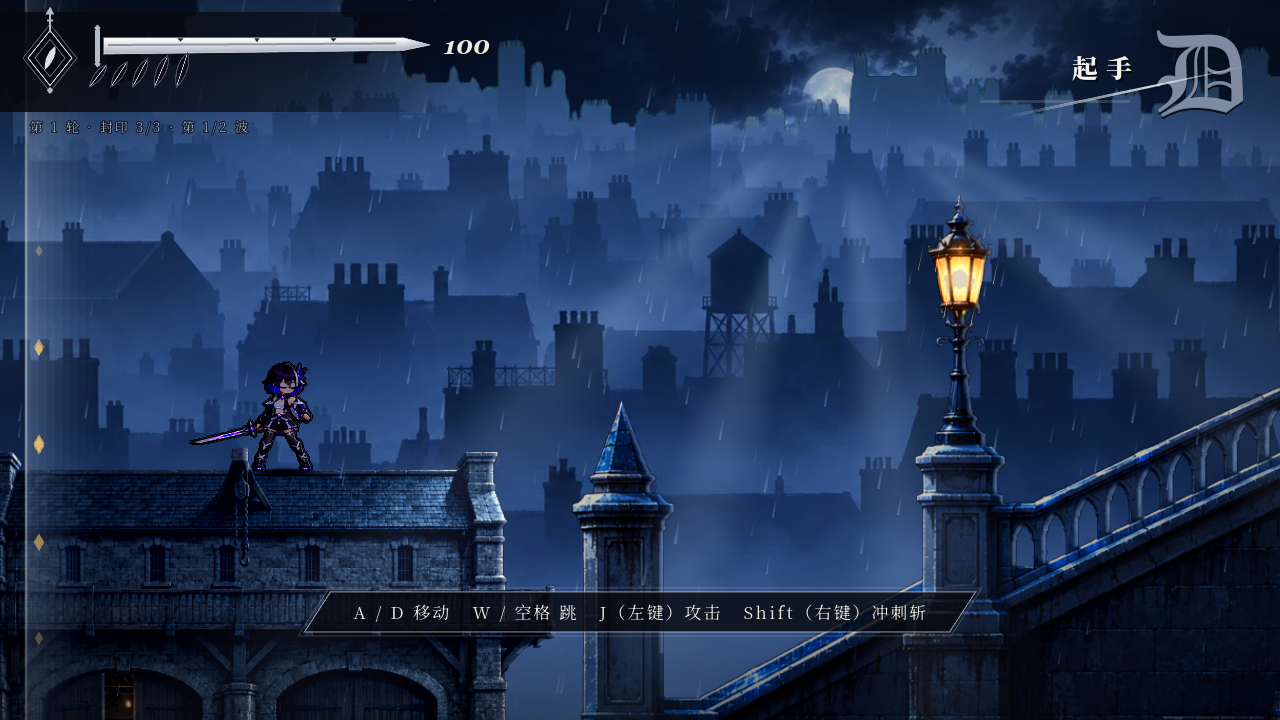 100
起手
D
第 1 轮 · 封印 3/3 · 第 1/2 波
A / D 移动 W / 空格 跳 J（左键）攻击 Shift（右键）冲刺斩